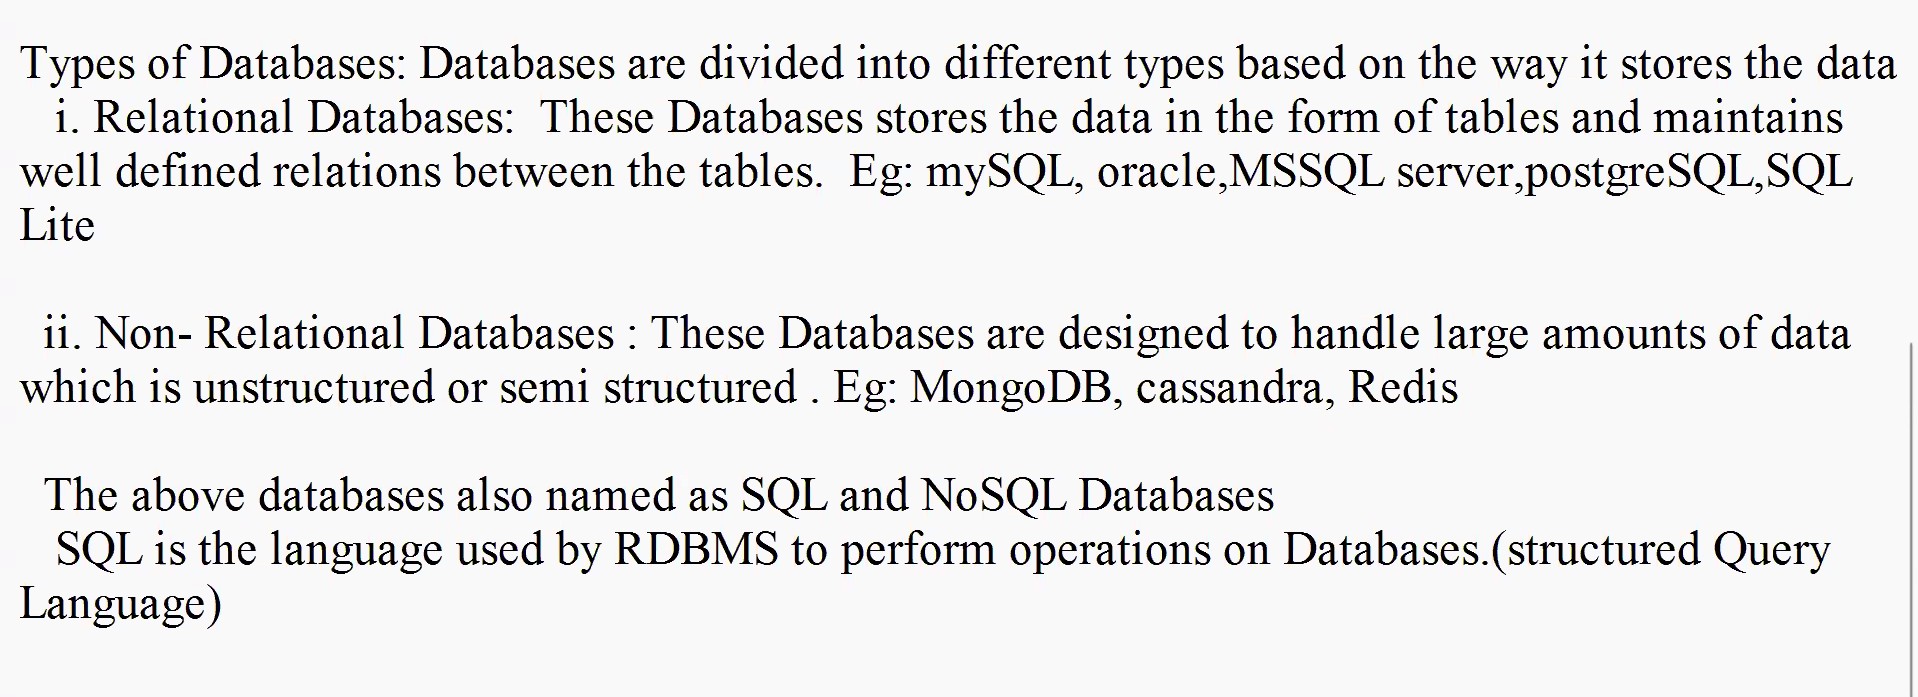 Types of Databases: Databases are divided into different types based on the way it stores the data
i. Relational Databases:  These Databases stores the data in the form of tables and maintains
well defined relations between the tables.  Eg: mySQL, oracle,MSSQL server,postgreSQL,SQL
Lite
ii. Non- Relational Databases : These Databases are designed to handle large amounts of data
which is unstructured or semi structured . Eg: MongoDB, cassandra, Redis
The above databases also named as SQL and NoSQL Databases
SQL is the language used by RDBMS to perform operations on Databases.(structured Query
Language)